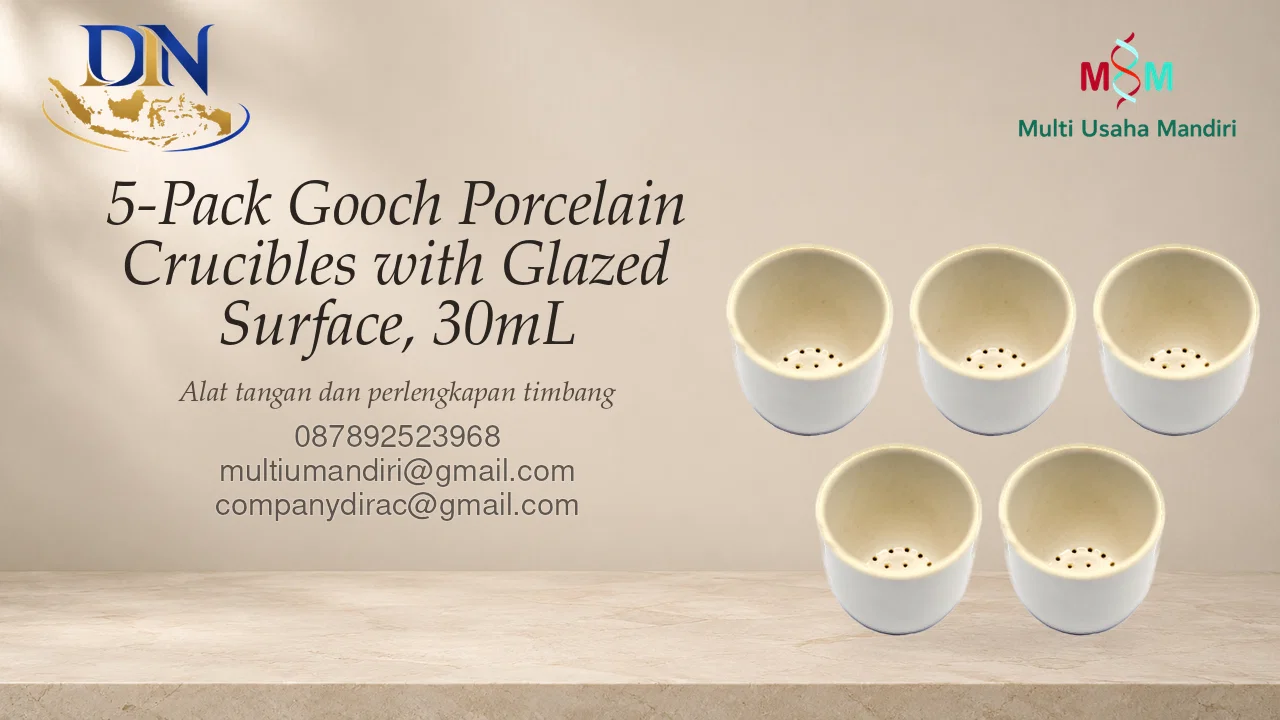 DN
M M
Multi Usaha Mandiri
5-Pack Gooch Porcelain
Crucibles with Glazed
Surface, 30mL
Alat tangan dan perlengkapan timbang
087892523968
multiumandiri@gmail.com
companydirac@gmail.com